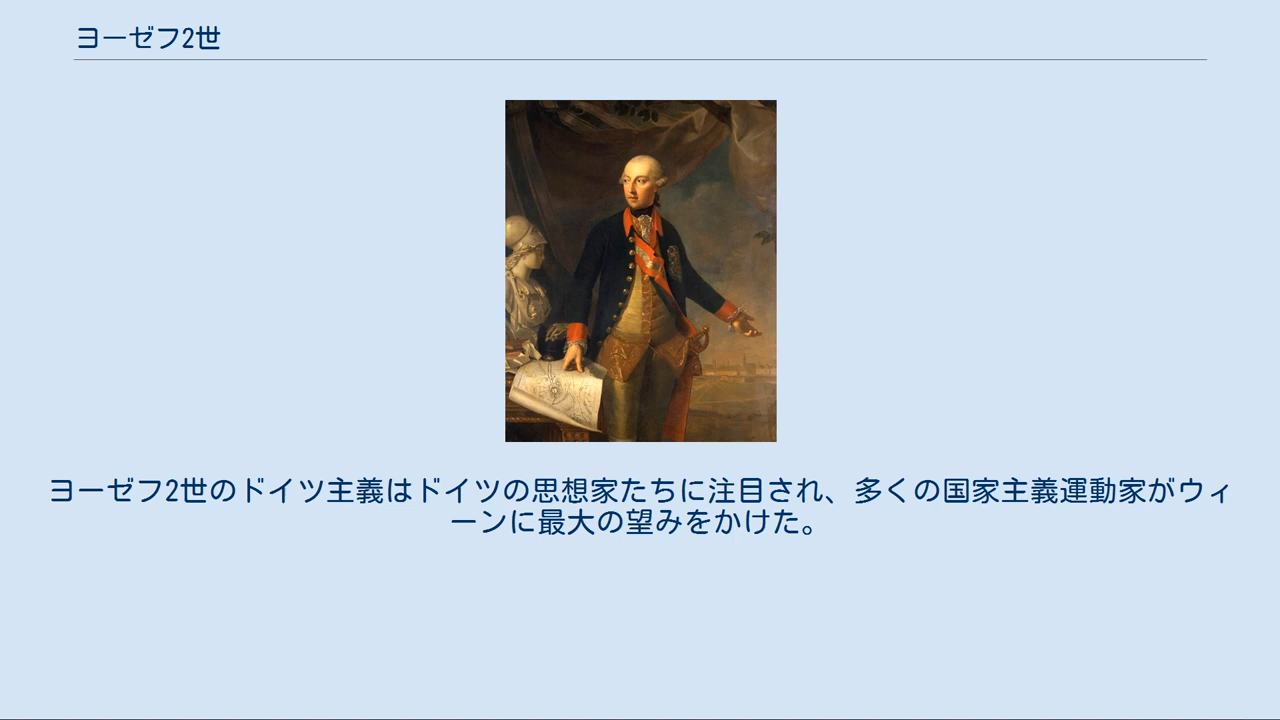 ヨーゼフ2世
ヨーゼフ2世のドイツ主義はドイツの思想家たちに注目され、多くの国家主義運動家がウィ
ーンに最大の望みをかけた。